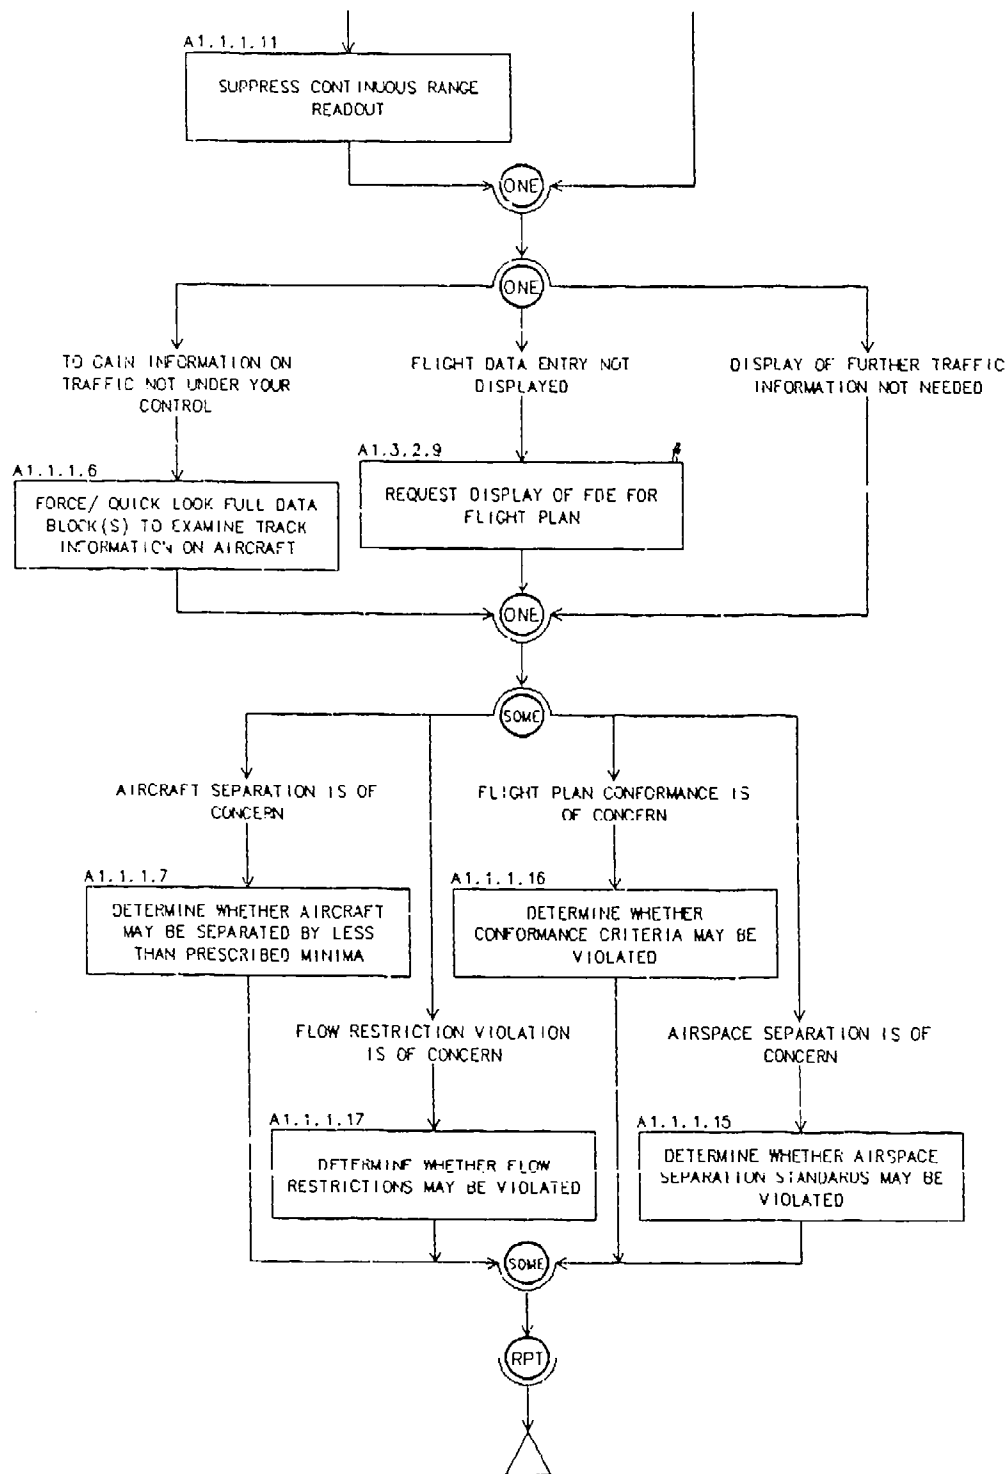 A1.1.1.11
SUPPRESS CONTINUOUS RANGE
READOUT
ONE
ONE
TO GAIN INFORMATION ON
TRAFFIC NOT UNDER YOUR
CONTROL
FLIGHT DATA ENTRY NOT
DISPLAYED
DISPLAY OF FURTHER TRAFFIC
INFORMATION NOT NEEDED
A1.1.1.6
FORCE/ QUICK LOOK FULL DATA
BLOCK(S) TO EXAMINE TRACK
INFORMATION ON AIRCRAFT
A1.3.2.9
REQUEST DISPLAY OF FDE FOR
FLIGHT PLAN
ONE
SOME
AIRCRAFT SEPARATION IS OF
CONCERN
FLIGHT PLAN CONFORMANCE IS
OF CONCERN
A1.1.1.7
DETERMINE WHETHER AIRCRAFT
MAY BE SEPARATED BY LESS
THAN PRESCRIBED MINIMA
A1.1.1.16
DETERMINE WHETHER
CONFORMANCE CRITERIA MAY BE
VIOLATED
FLOW RESTRICTION VIOLATION
IS OF CONCERN
AIRSPACE SEPARATION IS OF
CONCERN
A1.1.1.17
DETERMINE WHETHER FLOW
RESTRICTIONS MAY BE VIOLATED
A1.1.1.15
DETERMINE WHETHER AIRSPACE
SEPARATION STANDARDS MAY BE
VIOLATED
SOME
RPT